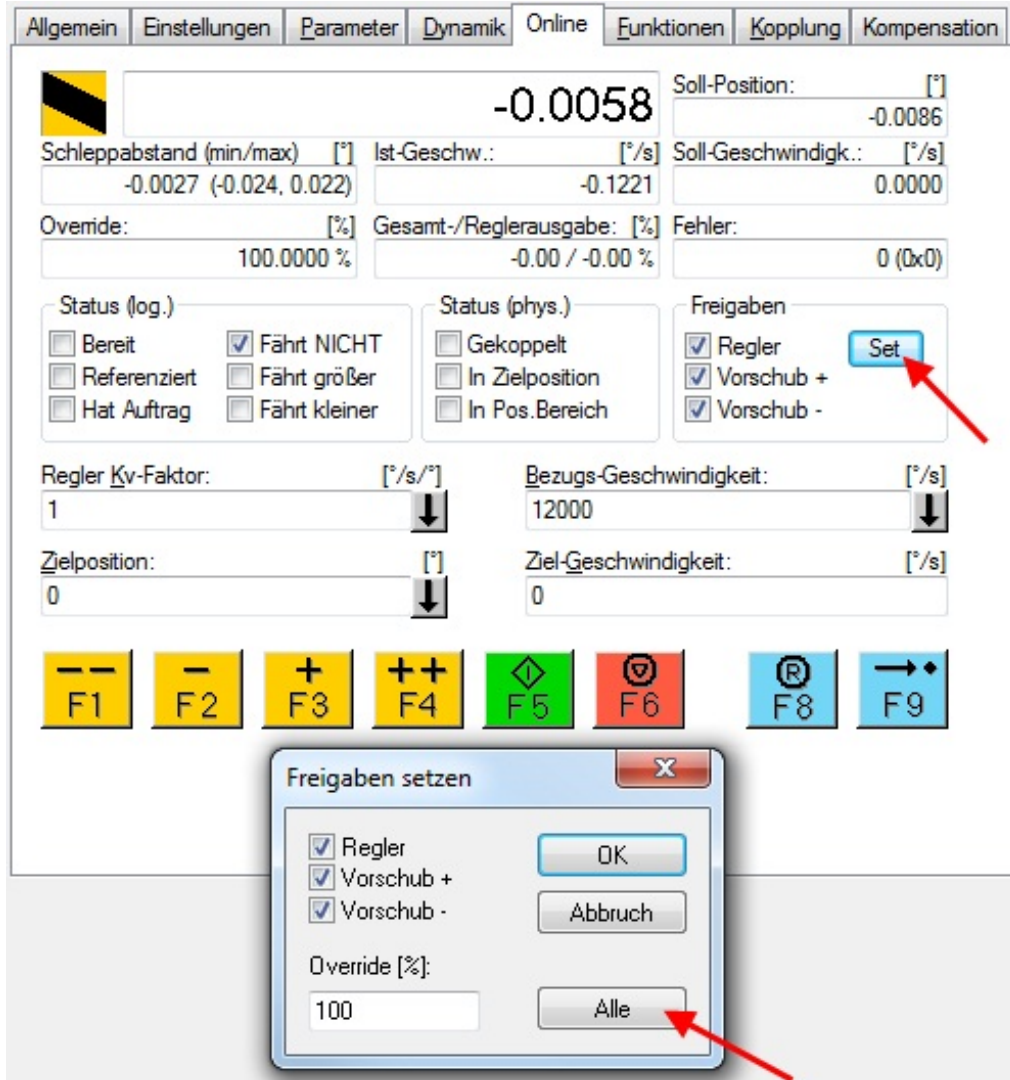 Allgemein Einstellungen Parameter Dynamik Online Funktionen Kopplung Kompensation
-0.0058
Soll-Position: [°]
-0.0086
Schleppabstand (min/max) [°] Ist-Geschw.: [°/s] Soll-Geschwindigk.: [°/s]
-0.0027 (-0.024, 0.022) -0.1221 0.0000
Override: [%] Gesamt-/Reglerausgabe: [%] Fehler:
100.0000 % -0.00 / -0.00 % 0 (0x0)
Status (log.) Status (phys.) Freigaben
Bereit Fährt NICHT Gekoppelt Regler Set
Referenziert Fährt größer In Zielposition Vorschub +
Hat Auftrag Fährt kleiner In Pos.Bereich Vorschub -
Regler Kv-Faktor: [°/s/°] Bezugs-Geschwindigkeit: [°/s]
1 12000
Zielposition: [°] Ziel-Geschwindigkeit: [°/s]
0 0
-- - + ++ R
F1 F2 F3 F4 F5 F6 F8 F9
Freigaben setzen
Regler OK
Vorschub +
Vorschub - Abbruch
Override [%]:
100 Alle